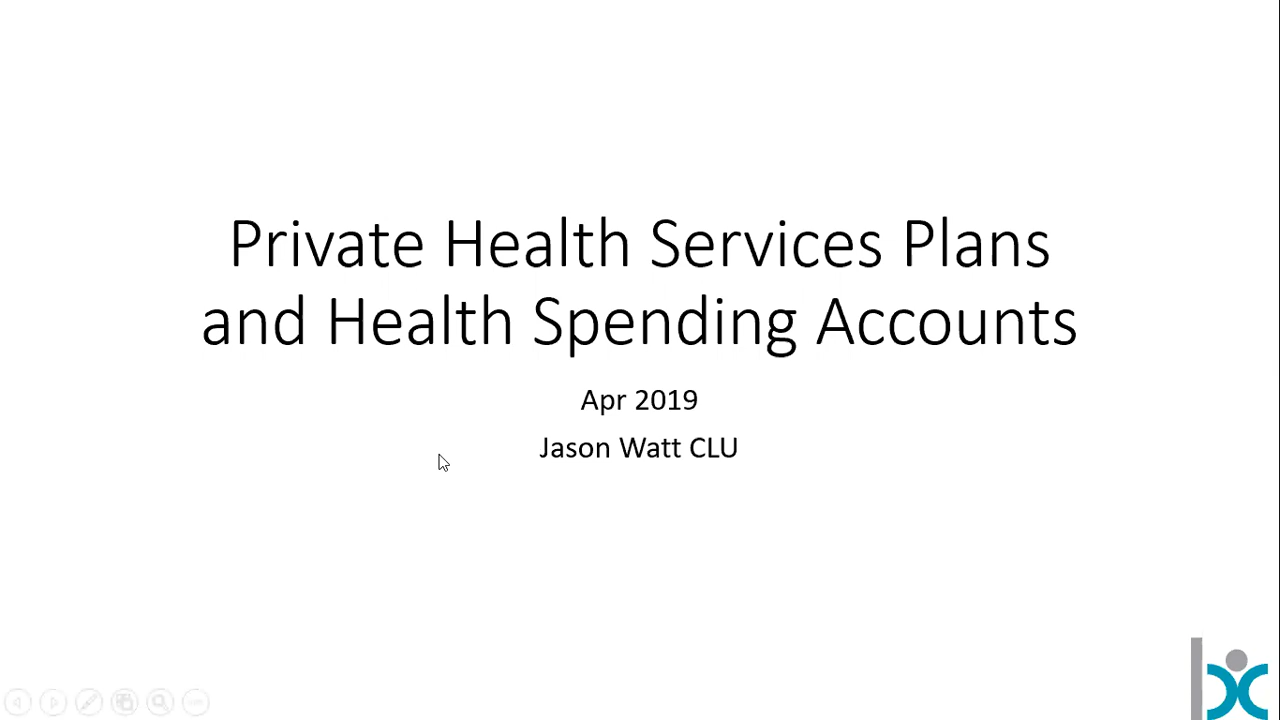 Private Health Services Plans
and Health Spending Accounts
Apr 2019
Jason Watt CLU